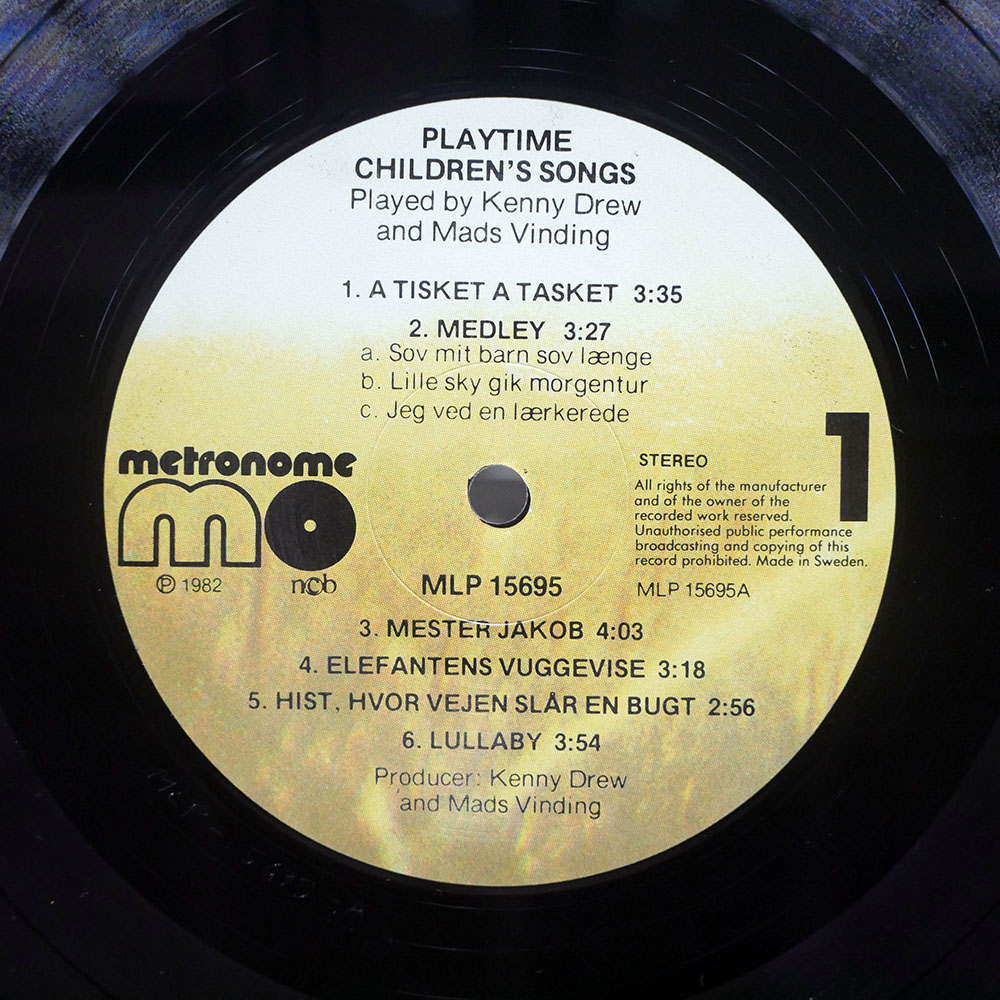 PLAYTIME
CHILDREN'S SONGS
Played by Kenny Drew
and Mads Vinding
1. A TISKET A TASKET 3:35
2. MEDLEY 3:27
a. Sov mit barn sov længe
b. Lille sky gik morgentur
c. Jeg ved en lærkerede
metronome
mo
℗ 1982
ncb
1
STEREO
All rights of the manufacturer
and of the owner of the
recorded work reserved.
Unauthorised public performance
broadcasting and copying of this
record prohibited. Made in Sweden.
MLP 15695
MLP 15695A
3. MESTER JAKOB 4:03
4. ELEFANTENS VUGGEVISE 3:18
5. HIST, HVOR VEJEN SLÅR EN BUGT 2:56
6. LULLABY 3:54
Producer: Kenny Drew
and Mads Vinding